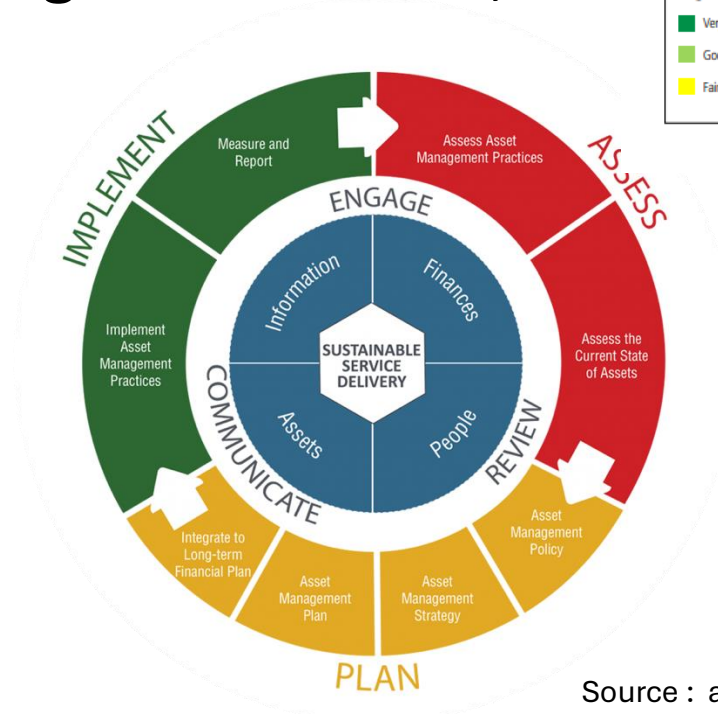 Good
IMPLEMENT
Measure and
Report
Assess Asset
Management Practices
ASSESS
ENGAGE
Information
Finances
Implement
Asset
Management
Practices
SUSTAINABLE
SERVICE
DELIVERY
Assess the
Current State
of Assets
COMMUNICATE
Assets
People
REVIEW
Integrate to
Long-term
Financial Plan
Asset
Management
Plan
Asset
Management
Strategy
Asset
Management
Policy
PLAN
Source :